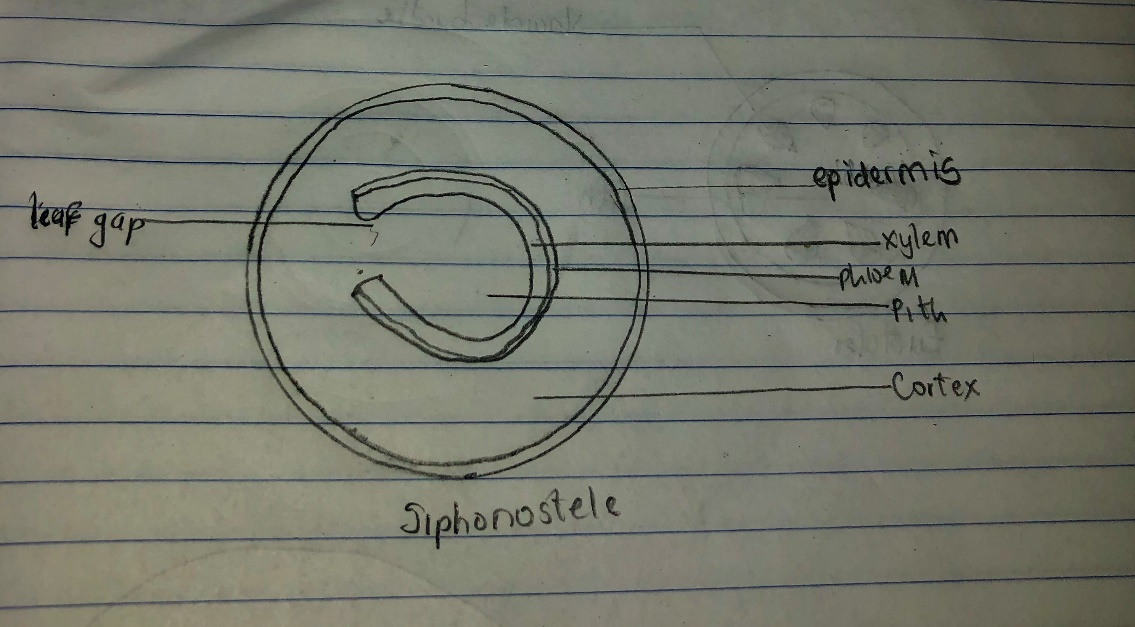 epidermis
leaf gap
xylem
phloem
pith
Cortex
Siphonostele